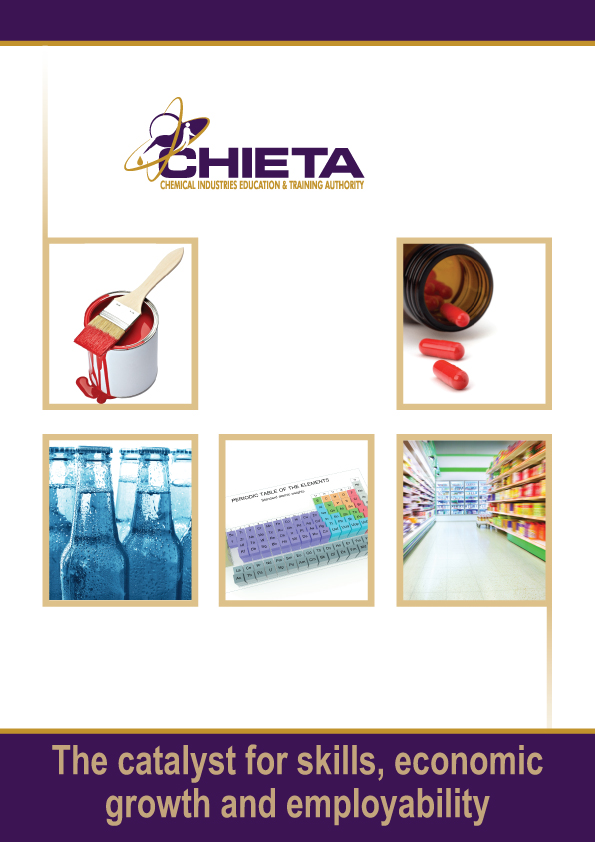 CHIETA
CHEMICAL INDUSTRIES EDUCATION & TRAINING AUTHORITY
PERIODIC TABLE OF THE ELEMENTS
The catalyst for skills, economic
growth and employability